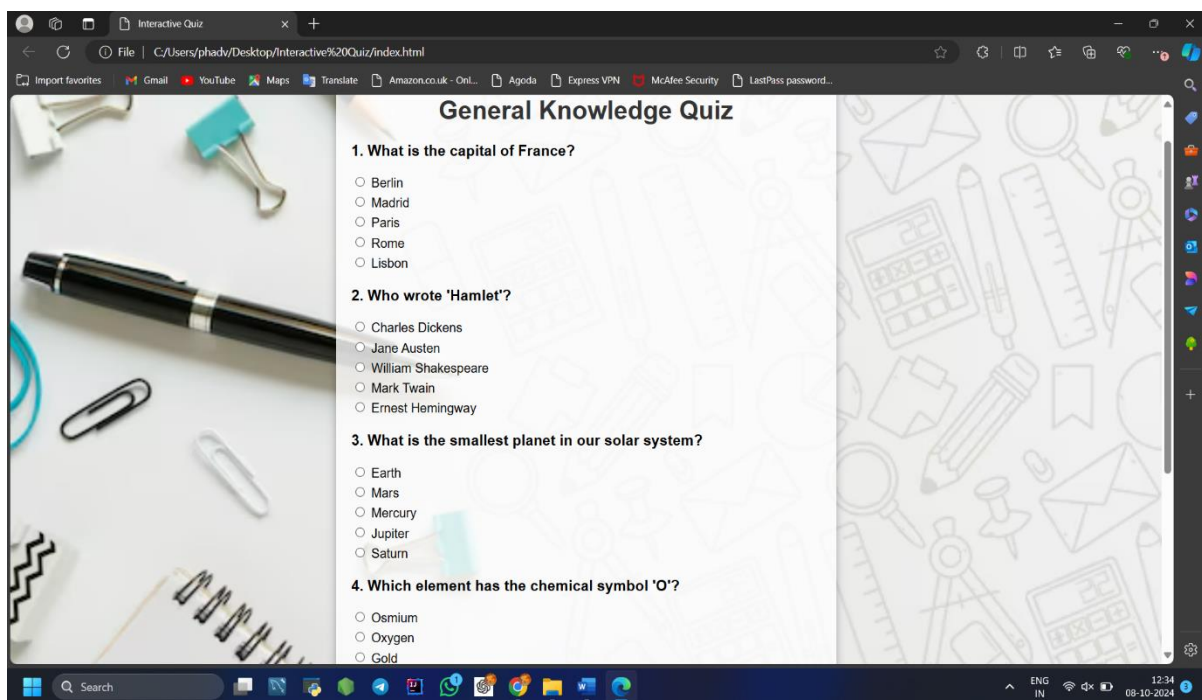 Interactive Quiz
File C:/Users/phadv/Desktop/Interactive%20Quiz/index.html
Import favorites Gmail YouTube Maps Translate Amazon.co.uk - Onl... Agoda Express VPN McAfee Security LastPass password...
General Knowledge Quiz
1. What is the capital of France?
Berlin
Madrid
Paris
Rome
Lisbon
2. Who wrote 'Hamlet'?
Charles Dickens
Jane Austen
William Shakespeare
Mark Twain
Ernest Hemingway
3. What is the smallest planet in our solar system?
Earth
Mars
Mercury
Jupiter
Saturn
4. Which element has the chemical symbol 'O'?
Osmium
Oxygen
Gold
Search
ENG
IN
12:34
08-10-2024